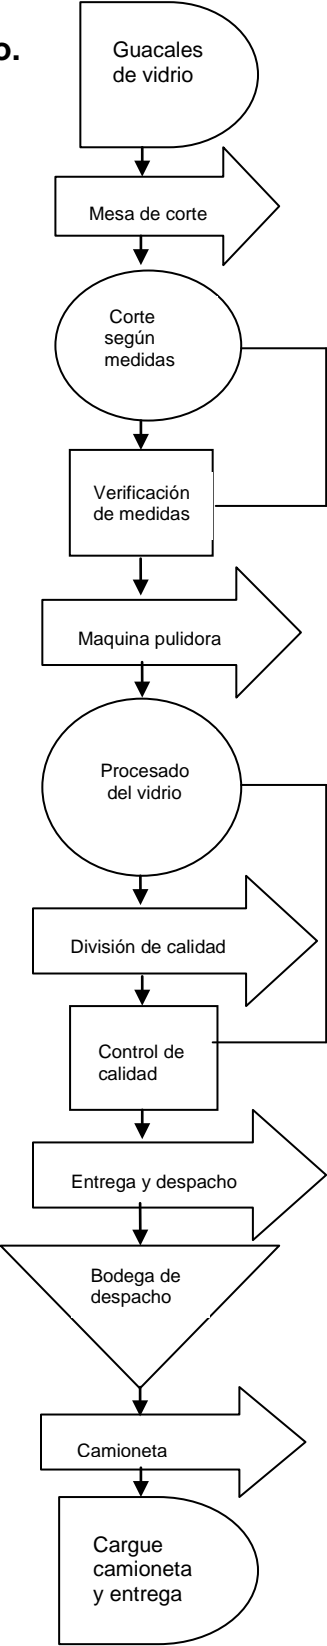 o.
Guacales
de vidrio
Mesa de corte
Corte
según
medidas
Verificación
de medidas
Maquina pulidora
Procesado
del vidrio
División de calidad
Control de
calidad
Entrega y despacho
Bodega de
despacho
Camioneta
Cargue
camioneta
y entrega